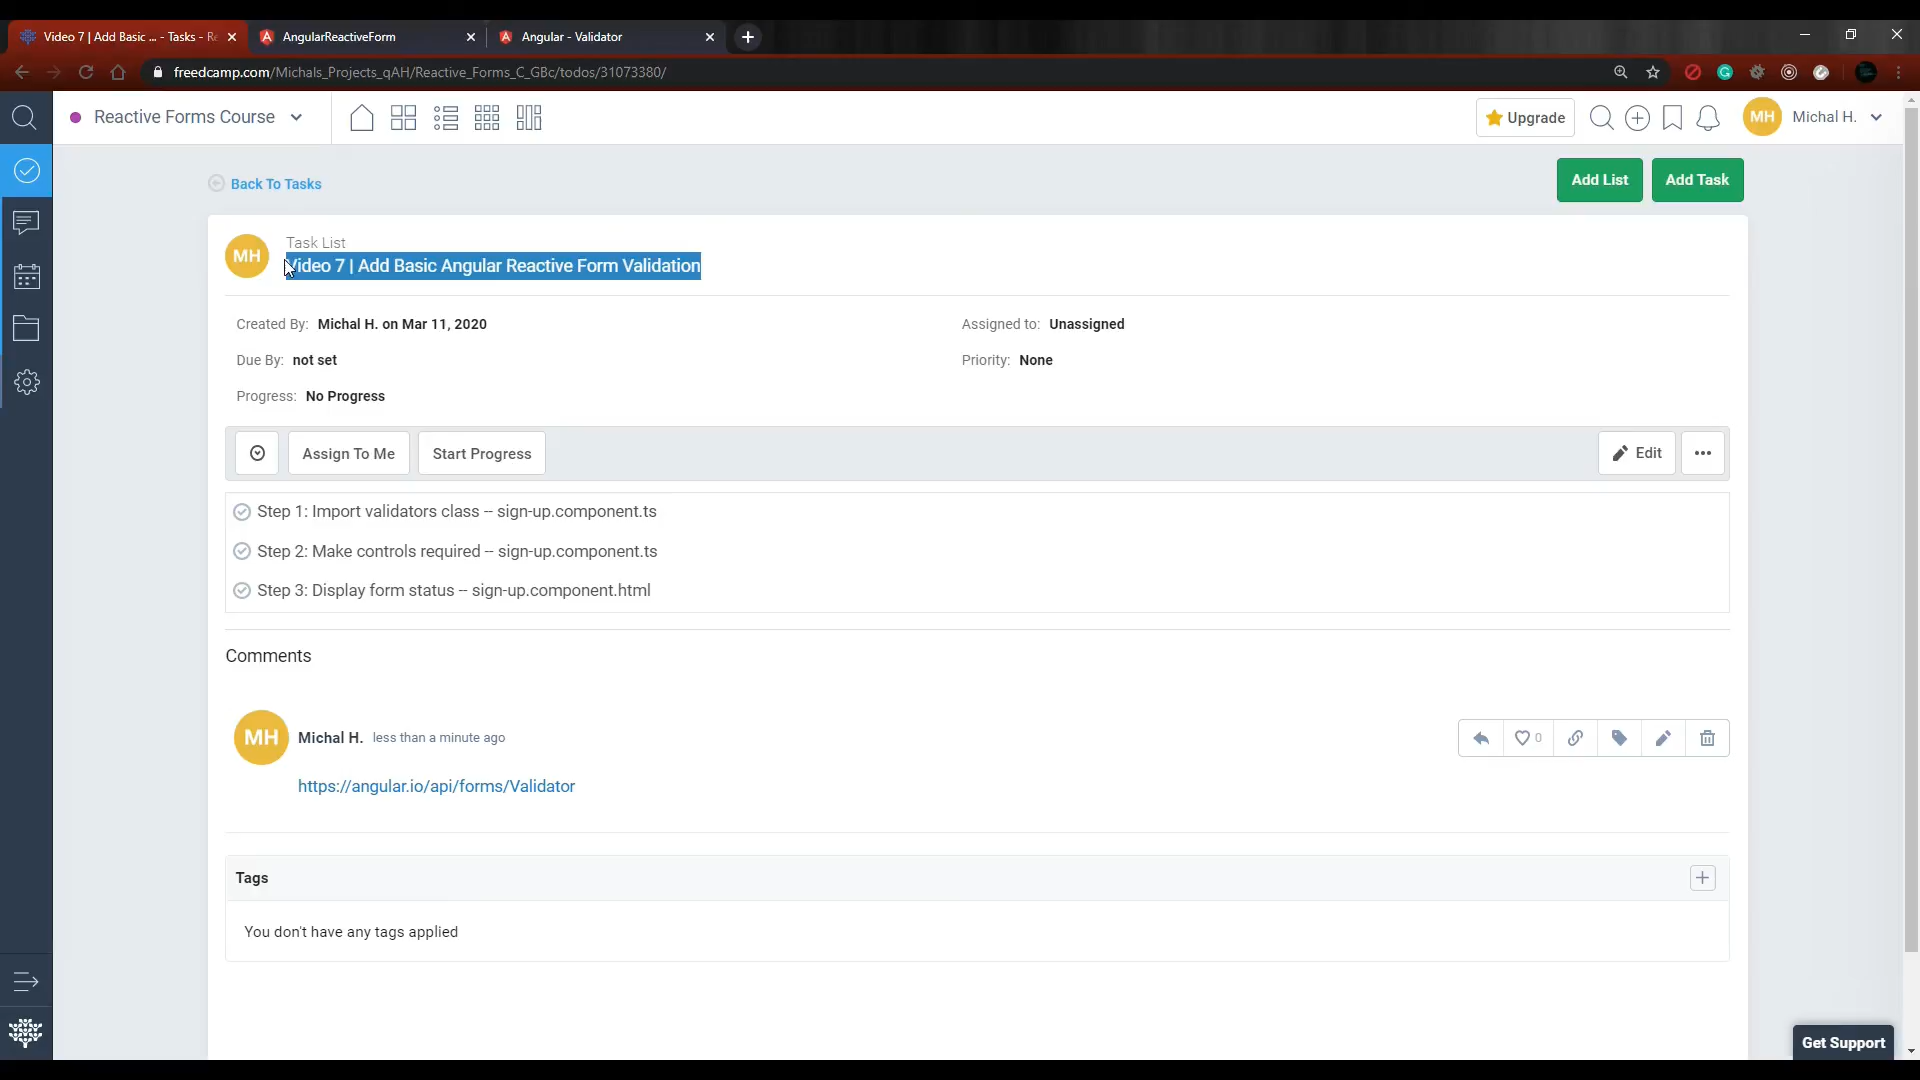 Video 7 | Add Basic ... - Tasks - Re
AngularReactiveForm
Angular - Validator
freedcamp.com/Michals_Projects_qAH/Reactive_Forms_C_GBc/todos/31073380/
Reactive Forms Course
Upgrade
MH
Michal H.
Back To Tasks
Add List
Add Task
MH
Task List
Video 7 | Add Basic Angular Reactive Form Validation
Created By: Michal H. on Mar 11, 2020
Assigned to: Unassigned
Due By: not set
Priority: None
Progress: No Progress
Assign To Me
Start Progress
Edit
Step 1: Import validators class -- sign-up.component.ts
Step 2: Make controls required -- sign-up.component.ts
Step 3: Display form status -- sign-up.component.html
Comments
MH
Michal H. less than a minute ago
0
https://angular.io/api/forms/Validator
Tags
You don't have any tags applied
Get Support